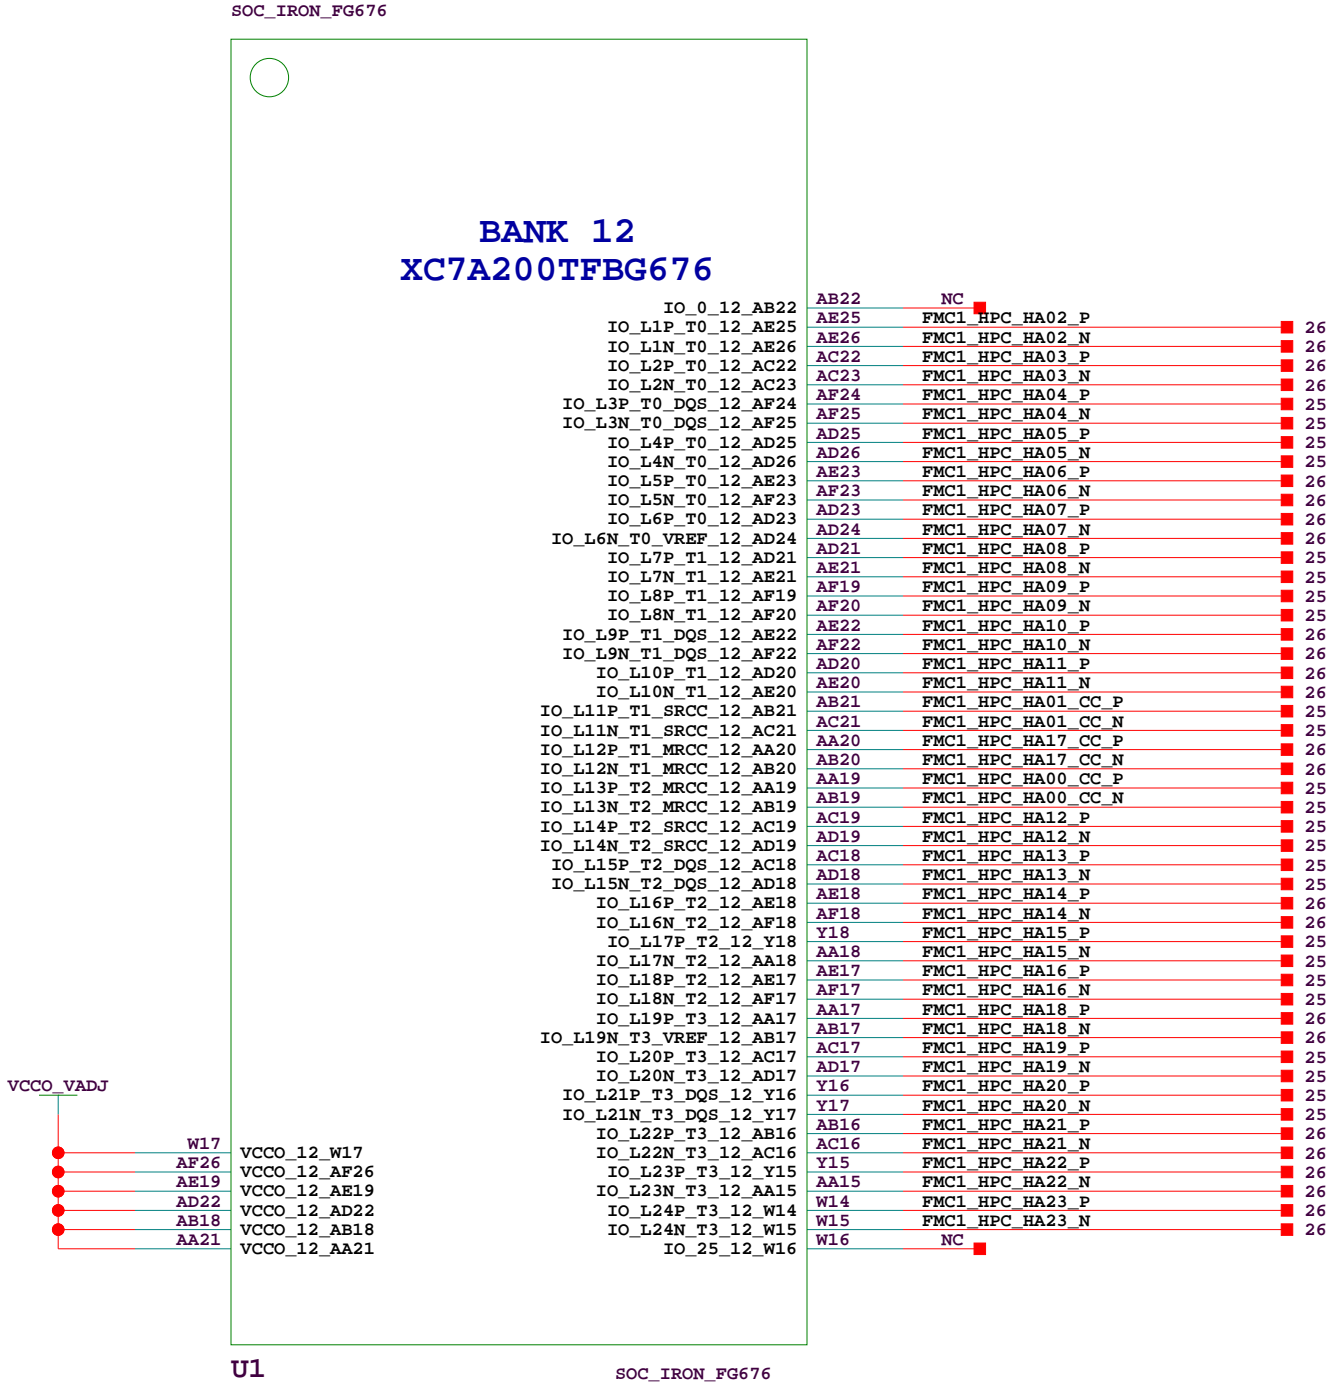 SOC_IRON_FG676
BANK 12
XC7A200TFBG676
IO_0_12_AB22 AB22 NC
IO_L1P_T0_12_AE25 AE25 FMC1_HPC_HA02_P 26
IO_L1N_T0_12_AE26 AE26 FMC1_HPC_HA02_N 26
IO_L2P_T0_12_AC22 AC22 FMC1_HPC_HA03_P 26
IO_L2N_T0_12_AC23 AC23 FMC1_HPC_HA03_N 26
IO_L3P_T0_DQS_12_AF24 AF24 FMC1_HPC_HA04_P 25
IO_L3N_T0_DQS_12_AF25 AF25 FMC1_HPC_HA04_N 25
IO_L4P_T0_12_AD25 AD25 FMC1_HPC_HA05_P 25
IO_L4N_T0_12_AD26 AD26 FMC1_HPC_HA05_N 25
IO_L5P_T0_12_AE23 AE23 FMC1_HPC_HA06_P 26
IO_L5N_T0_12_AF23 AF23 FMC1_HPC_HA06_N 26
IO_L6P_T0_12_AD23 AD23 FMC1_HPC_HA07_P 26
IO_L6N_T0_VREF_12_AD24 AD24 FMC1_HPC_HA07_N 26
IO_L7P_T1_12_AD21 AD21 FMC1_HPC_HA08_P 25
IO_L7N_T1_12_AE21 AE21 FMC1_HPC_HA08_N 25
IO_L8P_T1_12_AF19 AF19 FMC1_HPC_HA09_P 25
IO_L8N_T1_12_AF20 AF20 FMC1_HPC_HA09_N 25
IO_L9P_T1_DQS_12_AE22 AE22 FMC1_HPC_HA10_P 26
IO_L9N_T1_DQS_12_AF22 AF22 FMC1_HPC_HA10_N 26
IO_L10P_T1_12_AD20 AD20 FMC1_HPC_HA11_P 26
IO_L10N_T1_12_AE20 AE20 FMC1_HPC_HA11_N 26
IO_L11P_T1_SRCC_12_AB21 AB21 FMC1_HPC_HA01_CC_P 25
IO_L11N_T1_SRCC_12_AC21 AC21 FMC1_HPC_HA01_CC_N 25
IO_L12P_T1_MRCC_12_AA20 AA20 FMC1_HPC_HA17_CC_P 26
IO_L12N_T1_MRCC_12_AB20 AB20 FMC1_HPC_HA17_CC_N 26
IO_L13P_T2_MRCC_12_AA19 AA19 FMC1_HPC_HA00_CC_P 25
IO_L13N_T2_MRCC_12_AB19 AB19 FMC1_HPC_HA00_CC_N 25
IO_L14P_T2_SRCC_12_AC19 AC19 FMC1_HPC_HA12_P 25
IO_L14N_T2_SRCC_12_AD19 AD19 FMC1_HPC_HA12_N 25
IO_L15P_T2_DQS_12_AC18 AC18 FMC1_HPC_HA13_P 25
IO_L15N_T2_DQS_12_AD18 AD18 FMC1_HPC_HA13_N 25
IO_L16P_T2_12_AE18 AE18 FMC1_HPC_HA14_P 26
IO_L16N_T2_12_AF18 AF18 FMC1_HPC_HA14_N 26
IO_L17P_T2_12_Y18 Y18 FMC1_HPC_HA15_P 25
IO_L17N_T2_12_AA18 AA18 FMC1_HPC_HA15_N 25
IO_L18P_T2_12_AE17 AE17 FMC1_HPC_HA16_P 25
IO_L18N_T2_12_AF17 AF17 FMC1_HPC_HA16_N 25
IO_L19P_T3_12_AA17 AA17 FMC1_HPC_HA18_P 26
IO_L19N_T3_VREF_12_AB17 AB17 FMC1_HPC_HA18_N 26
IO_L20P_T3_12_AC17 AC17 FMC1_HPC_HA19_P 25
IO_L20N_T3_12_AD17 AD17 FMC1_HPC_HA19_N 25
VCCO_VADJ IO_L21P_T3_DQS_12_Y16 Y16 FMC1_HPC_HA20_P 25
IO_L21N_T3_DQS_12_Y17 Y17 FMC1_HPC_HA20_N 25
IO_L22P_T3_12_AB16 AB16 FMC1_HPC_HA21_P 26
W17 VCCO_12_W17 IO_L22N_T3_12_AC16 AC16 FMC1_HPC_HA21_N 26
AF26 VCCO_12_AF26 IO_L23P_T3_12_Y15 Y15 FMC1_HPC_HA22_P 26
AE19 VCCO_12_AE19 IO_L23N_T3_12_AA15 AA15 FMC1_HPC_HA22_N 26
AD22 VCCO_12_AD22 IO_L24P_T3_12_W14 W14 FMC1_HPC_HA23_P 26
AB18 VCCO_12_AB18 IO_L24N_T3_12_W15 W15 FMC1_HPC_HA23_N 26
AA21 VCCO_12_AA21 IO_25_12_W16 W16 NC
U1 SOC_IRON_FG676